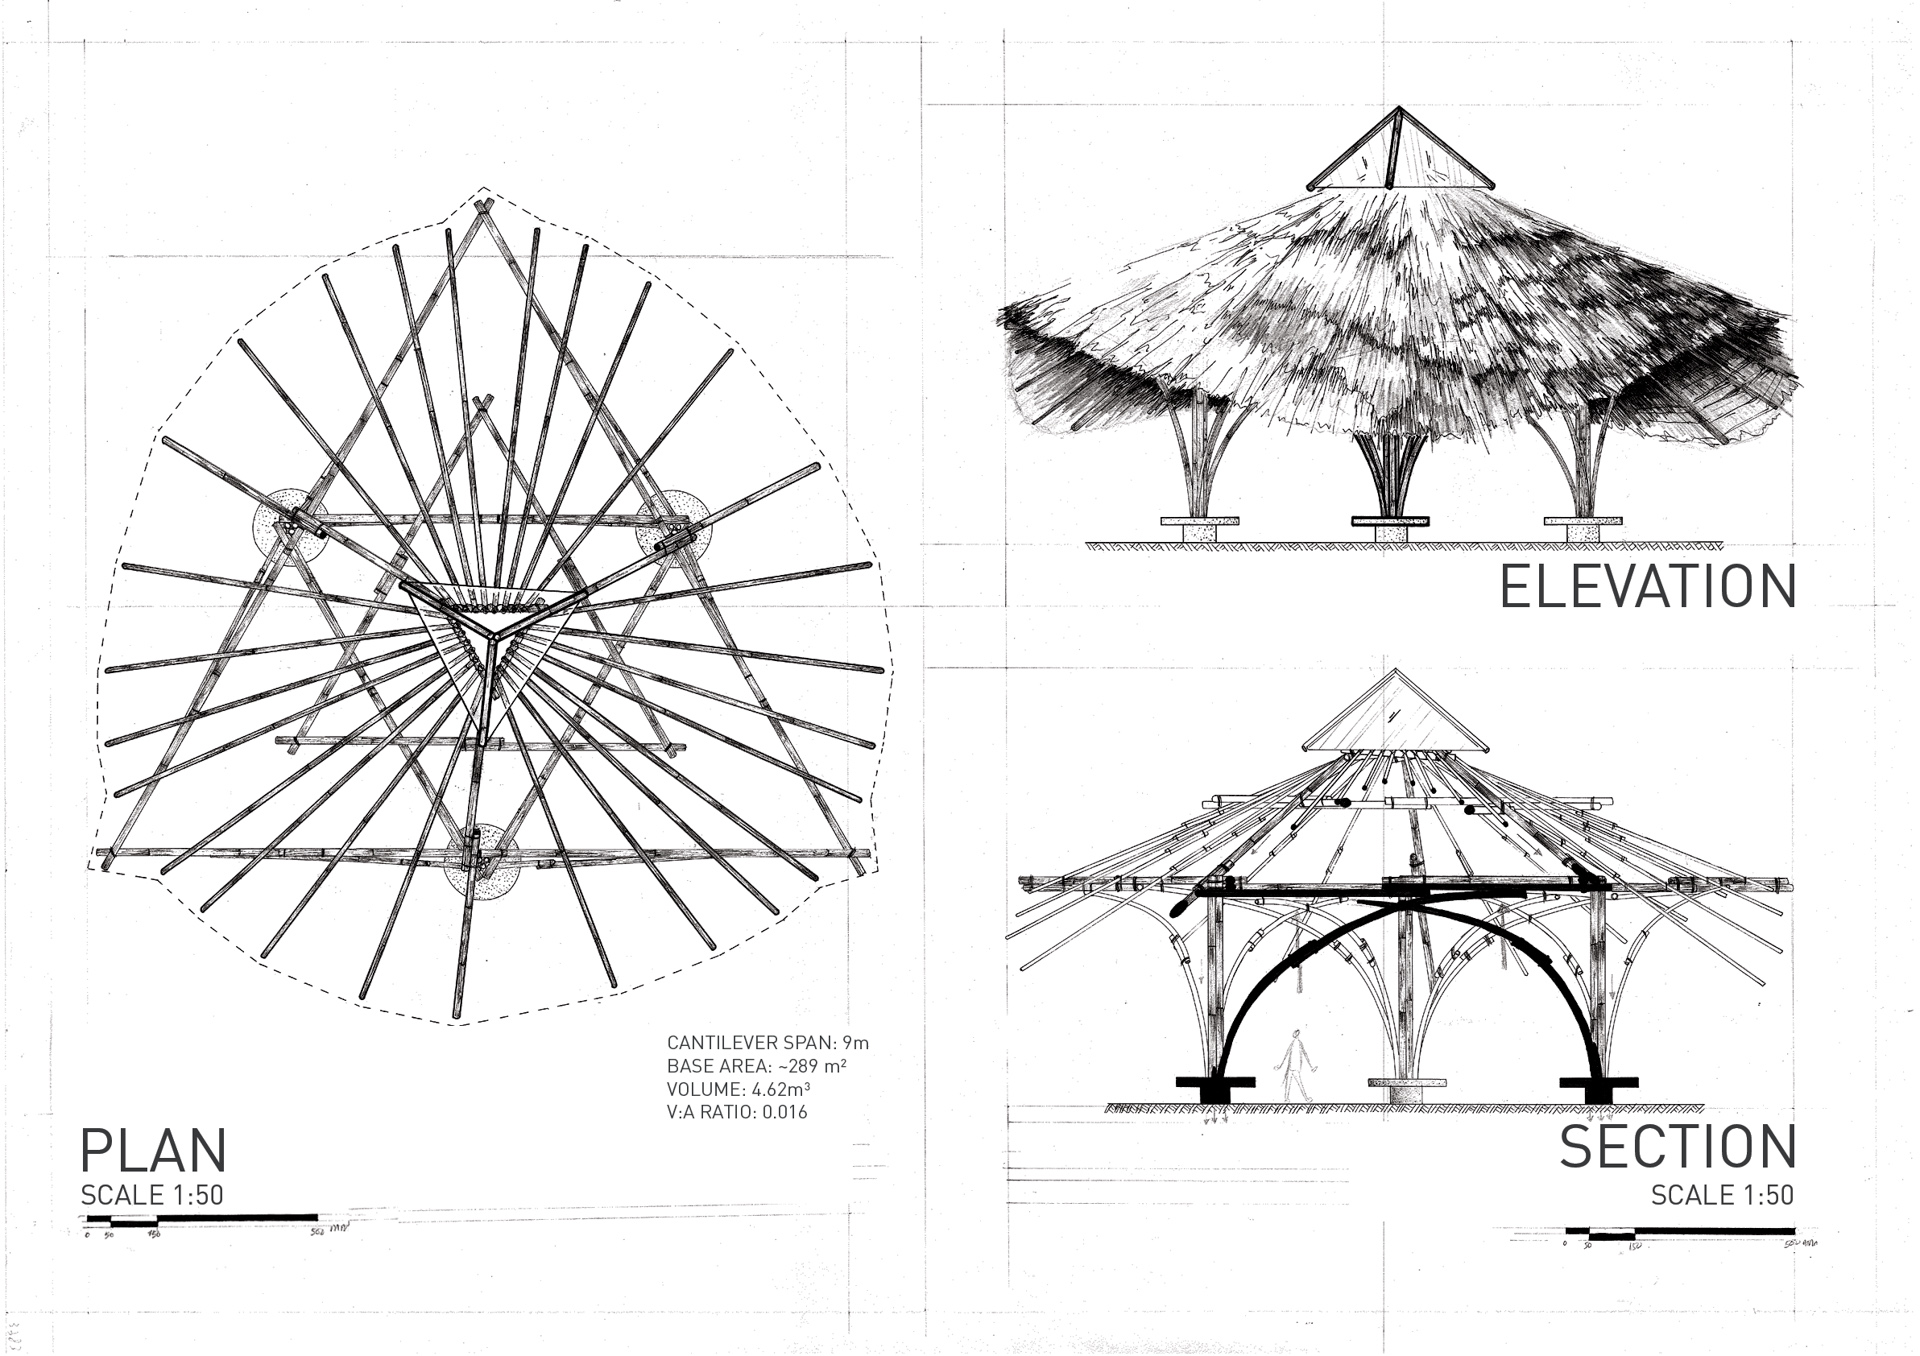 ELEVATION
CANTILEVER SPAN: 9m
BASE AREA: ~289 m²
VOLUME: 4.62m³
V:A RATIO: 0.016
PLAN
SCALE 1:50
0 50 150 500 mm
SECTION
SCALE 1:50
0 50 150 500 mm